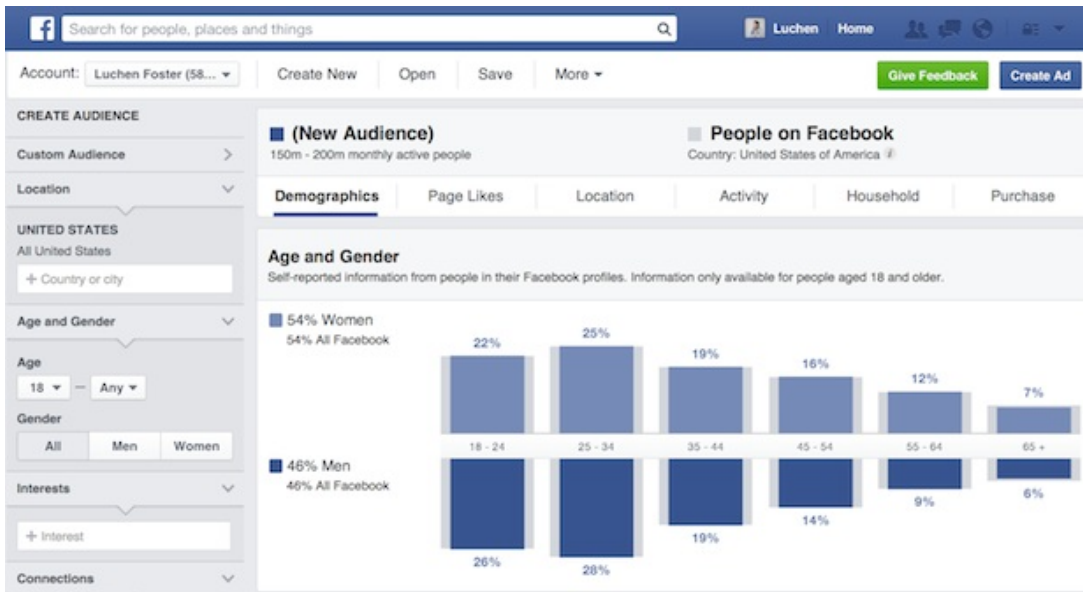 f Search for people, places and things Luchen Home
Account: Luchen Foster (58... Create New Open Save More Give Feedback Create Ad
CREATE AUDIENCE
Custom Audience
Location
UNITED STATES
All United States
+ Country or city
Age and Gender
Age
18 — Any
Gender
All Men Women
Interests
+ Interest
Connections
(New Audience)
150m - 200m monthly active people
People on Facebook
Country: United States of America i
Demographics Page Likes Location Activity Household Purchase
Age and Gender
Self-reported information from people in their Facebook profiles. Information only available for people aged 18 and older.
54% Women
54% All Facebook
22% 25% 19% 16% 12% 7%
18 - 24 25 - 34 35 - 44 45 - 54 55 - 64 65 +
46% Men
46% All Facebook
26% 28% 19% 14% 9% 6%